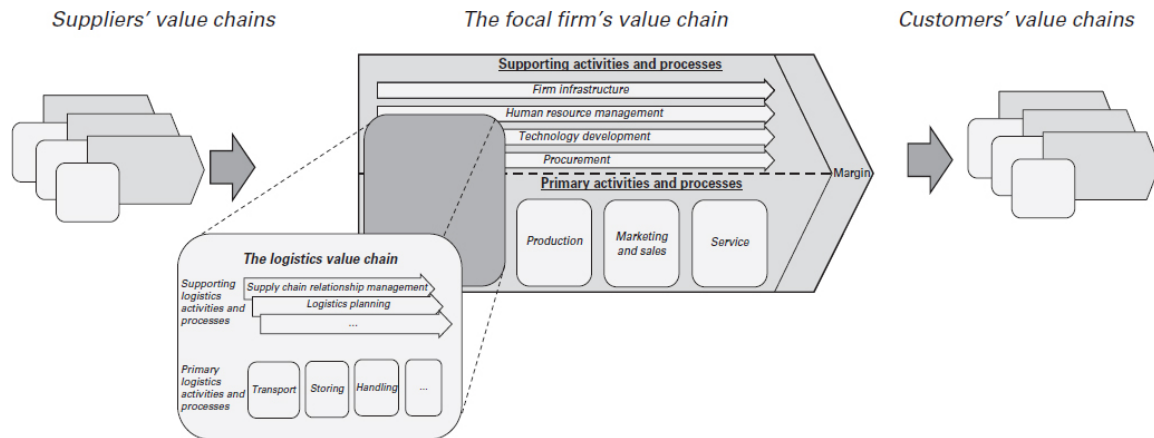 Suppliers' value chains
The focal firm's value chain
Customers' value chains
Supporting activities and processes
Firm infrastructure
Human resource management
Technology development
Procurement
Primary activities and processes
Margin
Production
Marketing
and sales
Service
The logistics value chain
Supporting
logistics
activities and
processes
Supply chain relationship management
Logistics planning
...
Primary
logistics
activities and
processes
Transport
Storing
Handling
...